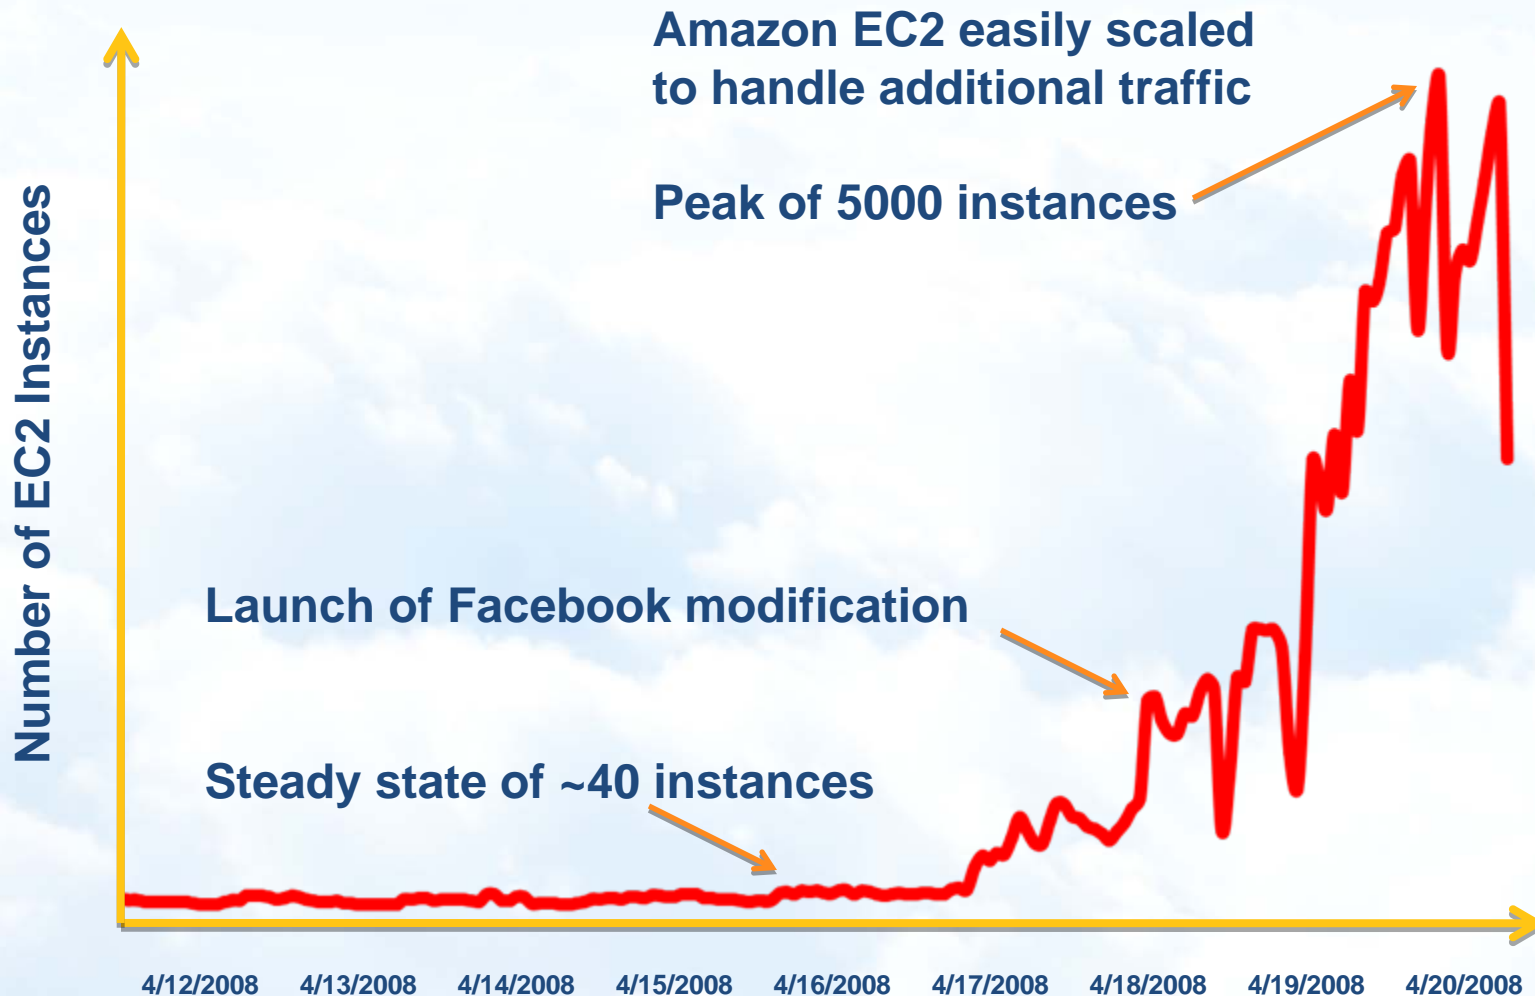 Amazon EC2 easily scaled
to handle additional traffic
Peak of 5000 instances
Number of EC2 Instances
Launch of Facebook modification
Steady state of ~40 instances
4/12/2008 4/13/2008 4/14/2008 4/15/2008 4/16/2008 4/17/2008 4/18/2008 4/19/2008 4/20/2008